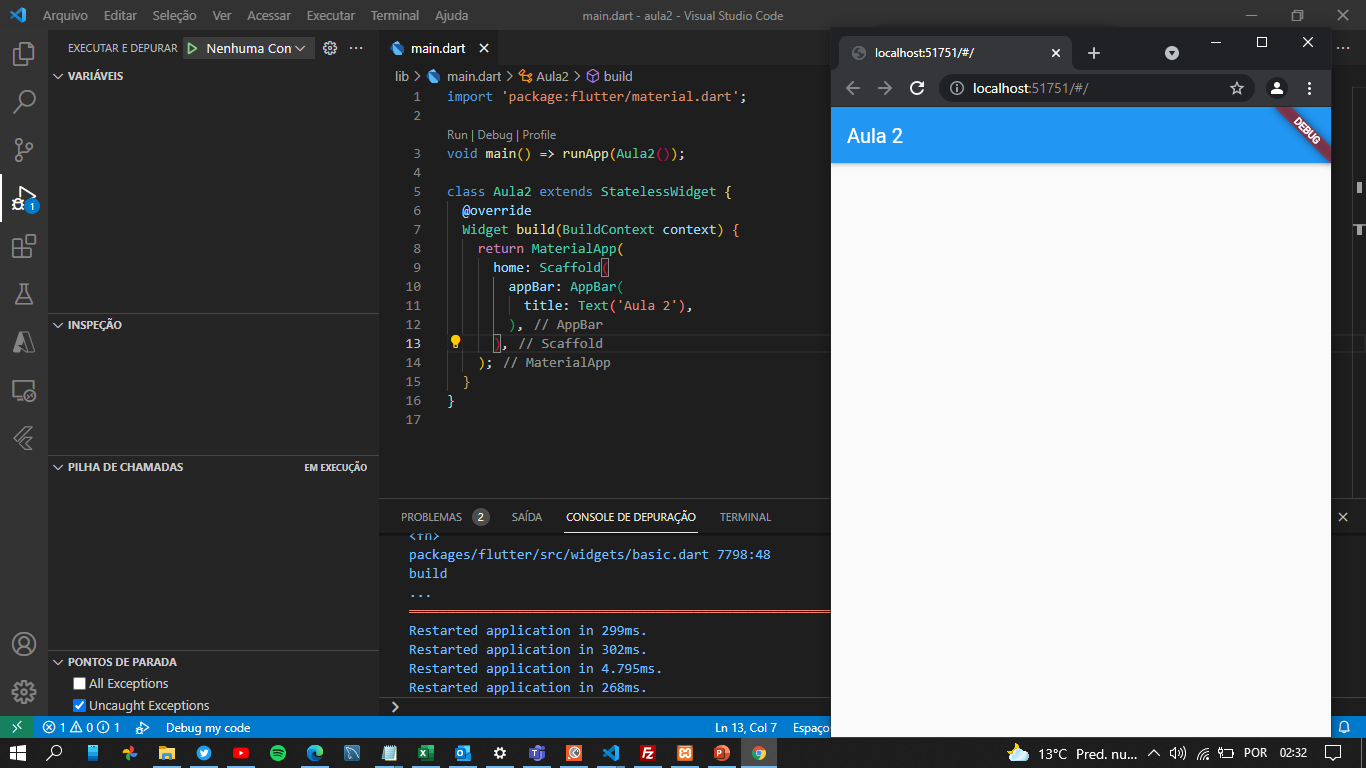 Arquivo Editar Seleção Ver Acessar Executar Terminal Ajuda
main.dart - aula2 - Visual Studio Code
EXECUTAR E DEPURAR
Nenhuma Con
VARIÁVEIS
INSPEÇÃO
PILHA DE CHAMADAS
EM EXECUÇÃO
PONTOS DE PARADA
All Exceptions
Uncaught Exceptions
1
main.dart
lib > main.dart > Aula2 > build
1 import 'package:flutter/material.dart';
2
Run | Debug | Profile
3 void main() => runApp(Aula2());
4
5 class Aula2 extends StatelessWidget {
6 @override
7 Widget build(BuildContext context) {
8 return MaterialApp(
9 home: Scaffold(
10 appBar: AppBar(
11 title: Text('Aula 2'),
12 ), // AppBar
13 ), // Scaffold
14 ); // MaterialApp
15 }
16 }
17
PROBLEMAS 2 SAÍDA CONSOLE DE DEPURAÇÃO TERMINAL
<fn>
packages/flutter/src/widgets/basic.dart 7798:48
build
...
Restarted application in 299ms.
Restarted application in 302ms.
Restarted application in 4.795ms.
Restarted application in 268ms.
localhost:51751/#/
localhost:51751/#/
Aula 2
DEBUG
1 0 1 Debug my code
Ln 13, Col 7 Espaço
13°C Pred. nu... POR 02:32